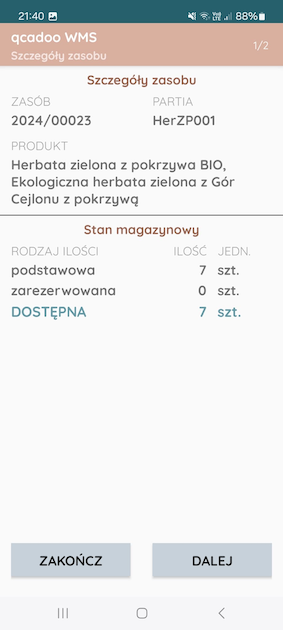 21:40 88%
qcadoo WMS
1/2
Szczegóły zasobu
Szczegóły zasobu
ZASÓB PARTIA
2024/00023 HerZP001
PRODUKT
Herbata zielona z pokrzywa BIO,
Ekologiczna herbata zielona z Gór
Cejlonu z pokrzywą
Stan magazynowy
RODZAJ ILOŚCI ILOŚĆ JEDN.
podstawowa 7 szt.
zarezerwowana 0 szt.
DOSTĘPNA 7 szt.
ZAKOŃCZ DALEJ